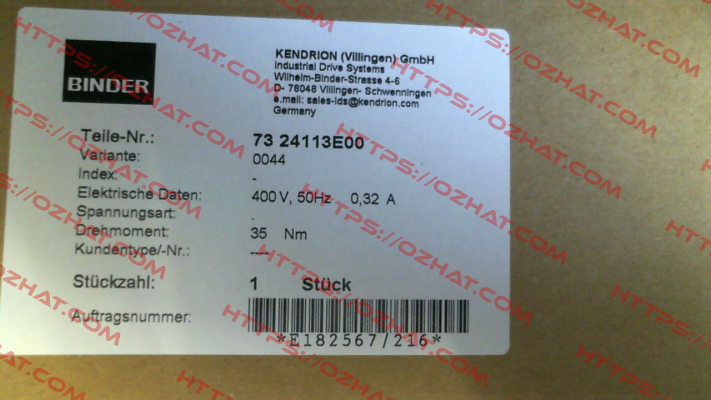 BINDER
KENDRION (Villingen) GmbH
Industrial Drive Systems
Wilhelm-Binder-Strasse 4-6
D- 78048 Villingen- Schwenningen
e.mail: sales-ids@kendrion.com
Germany
Teile-Nr.: 73 24113E00
Variante: 0044
Index: -
Elektrische Daten: 400 V, 50Hz 0,32 A
Spannungsart: .
Drehmoment: 35 Nm
Kundentype/-Nr.: ----
Stückzahl: 1 Stück
Auftragsnummer:
*E182567/216*
HTTPS://OZHAT.COM